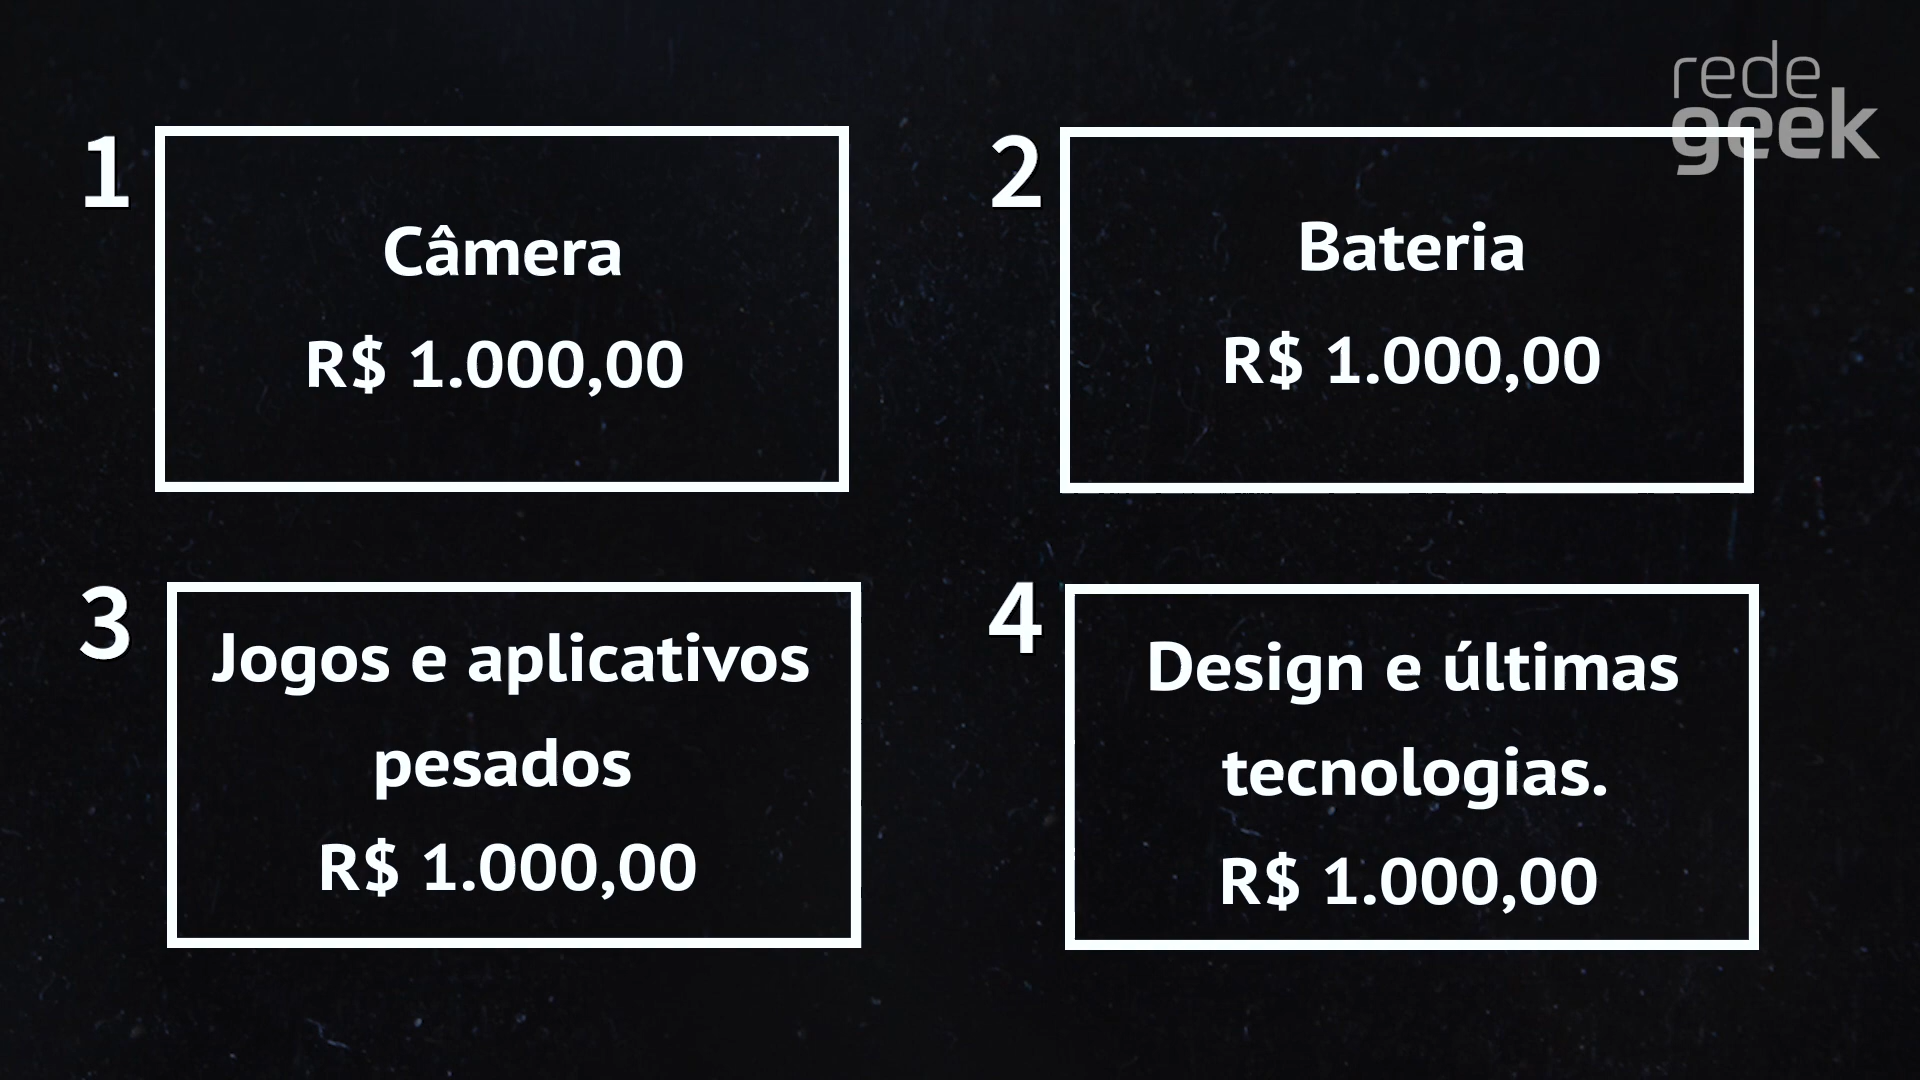 rede
geek
1
Câmera
R$ 1.000,00
2
Bateria
R$ 1.000,00
3
Jogos e aplicativos
pesados
R$ 1.000,00
4
Design e últimas
tecnologias.
R$ 1.000,00